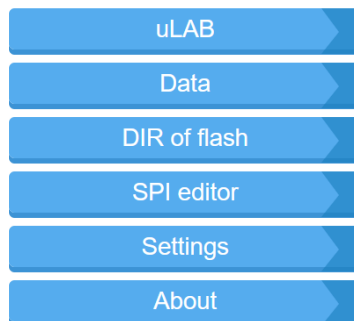 uLAB
Data
DIR of flash
SPI editor
Settings
About